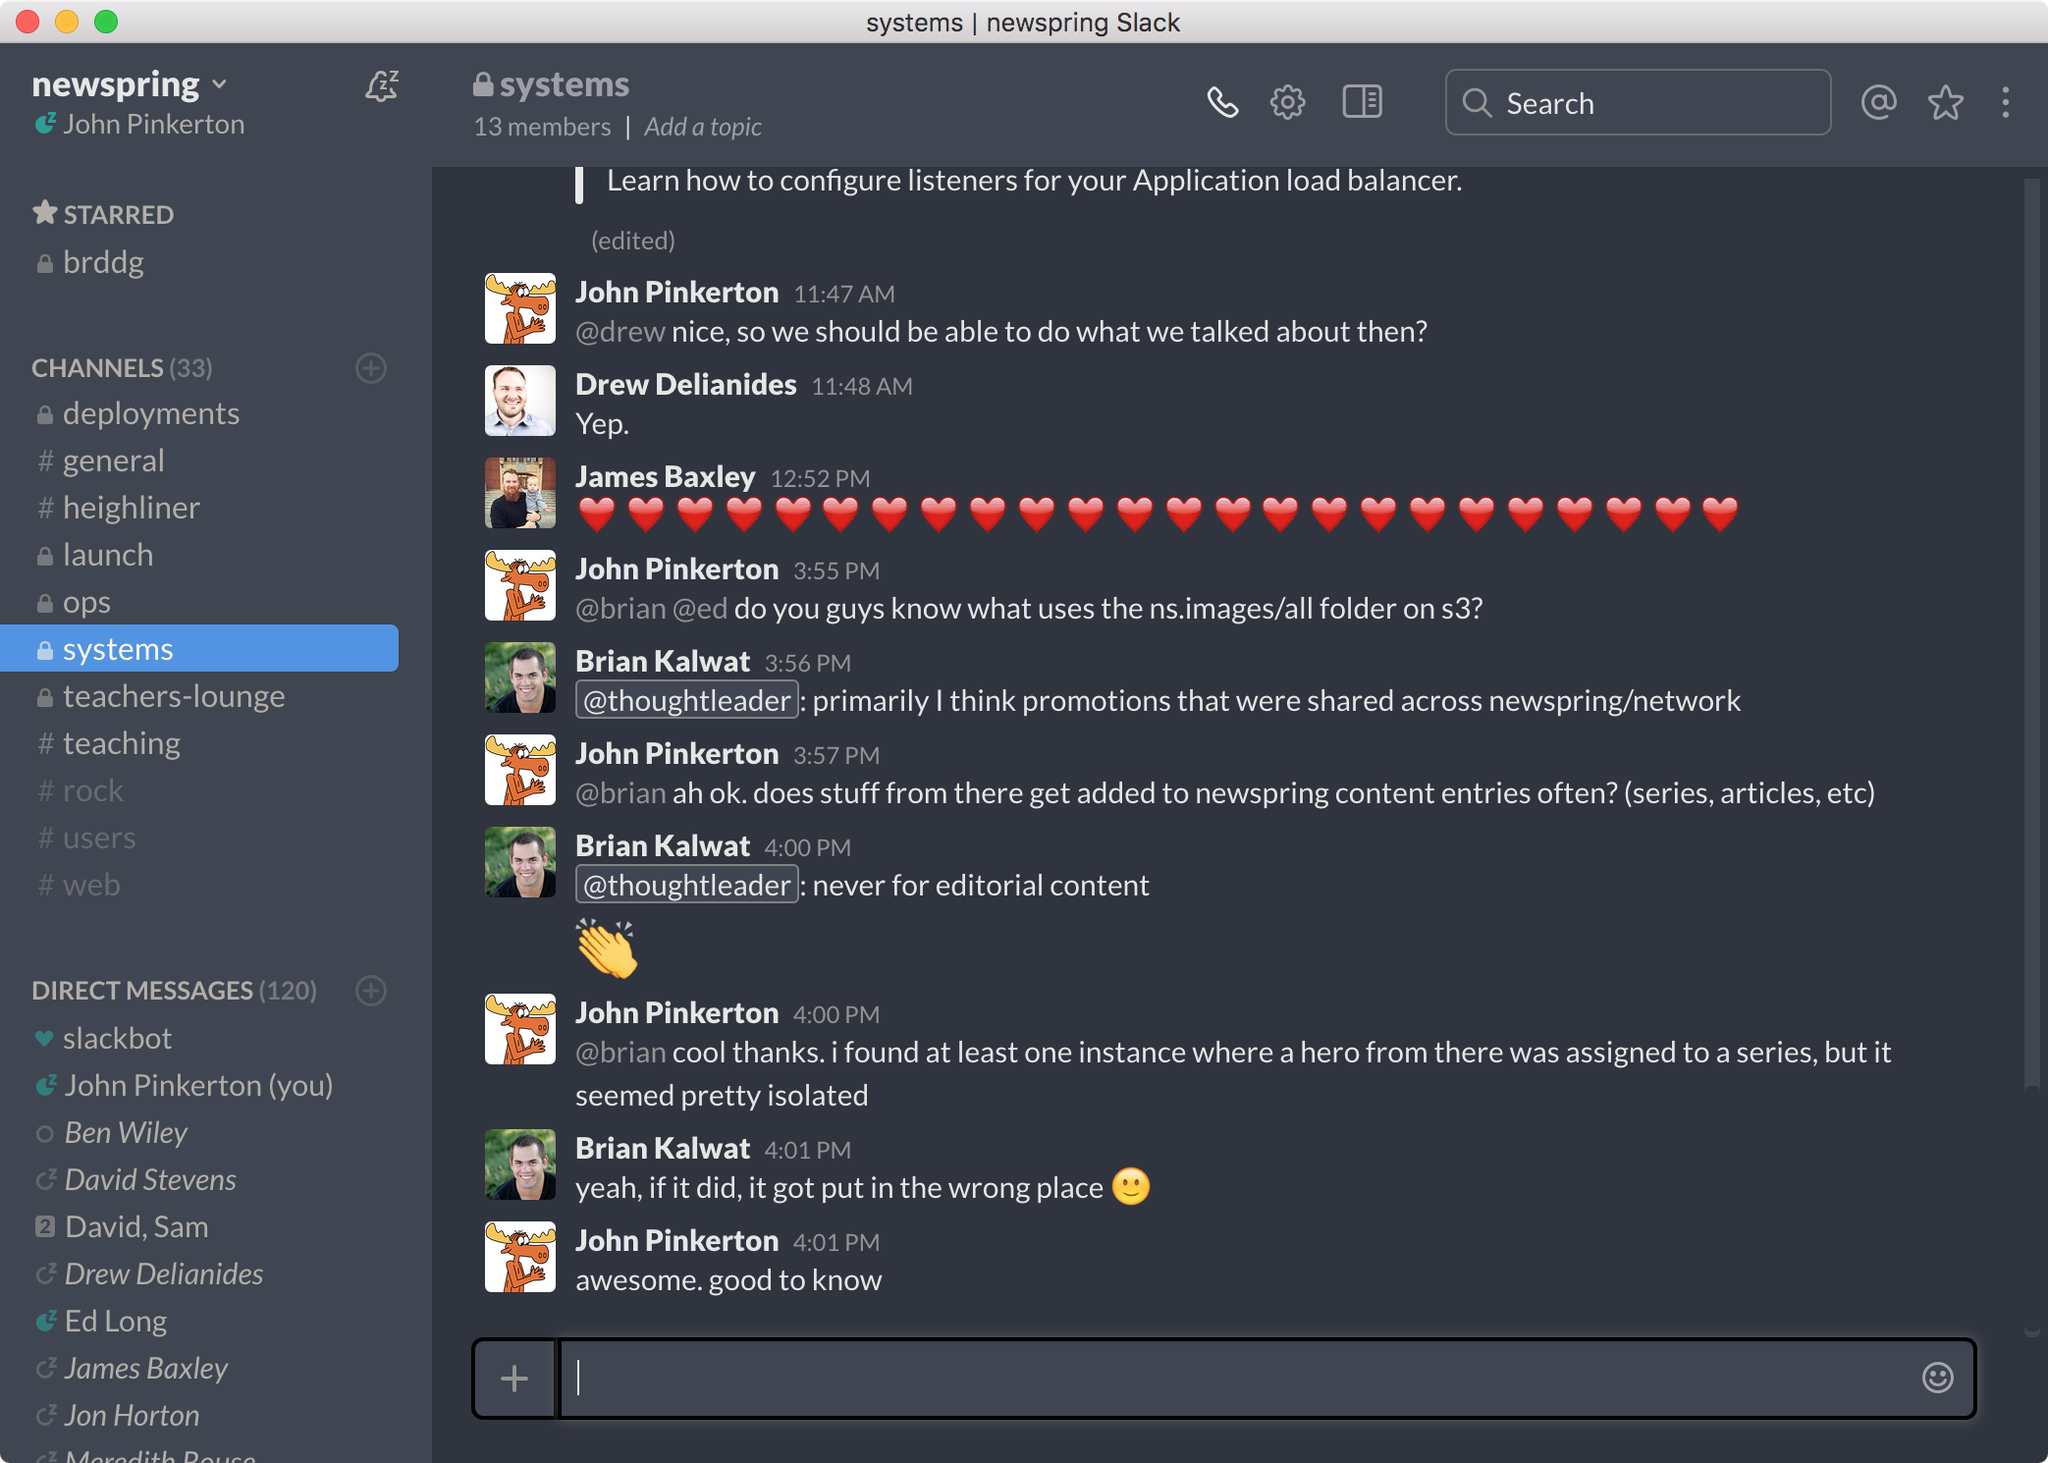 systems | newspring Slack
newspring
John Pinkerton
STARRED
brddg
CHANNELS (33)
deployments
# general
# heighliner
launch
ops
systems
teachers-lounge
# teaching
# rock
# users
# web
DIRECT MESSAGES (120)
slackbot
John Pinkerton (you)
Ben Wiley
David Stevens
2 David, Sam
Drew Delianides
Ed Long
James Baxley
Jon Horton
systems
13 members | Add a topic
Search
Learn how to configure listeners for your Application load balancer.
(edited)
John Pinkerton 11:47 AM
@drew nice, so we should be able to do what we talked about then?
Drew Delianides 11:48 AM
Yep.
James Baxley 12:52 PM
John Pinkerton 3:55 PM
@brian @ed do you guys know what uses the ns.images/all folder on s3?
Brian Kalwat 3:56 PM
@thoughtleader: primarily I think promotions that were shared across newspring/network
John Pinkerton 3:57 PM
@brian ah ok. does stuff from there get added to newspring content entries often? (series, articles, etc)
Brian Kalwat 4:00 PM
@thoughtleader: never for editorial content
John Pinkerton 4:00 PM
@brian cool thanks. i found at least one instance where a hero from there was assigned to a series, but it
seemed pretty isolated
Brian Kalwat 4:01 PM
yeah, if it did, it got put in the wrong place
John Pinkerton 4:01 PM
awesome. good to know